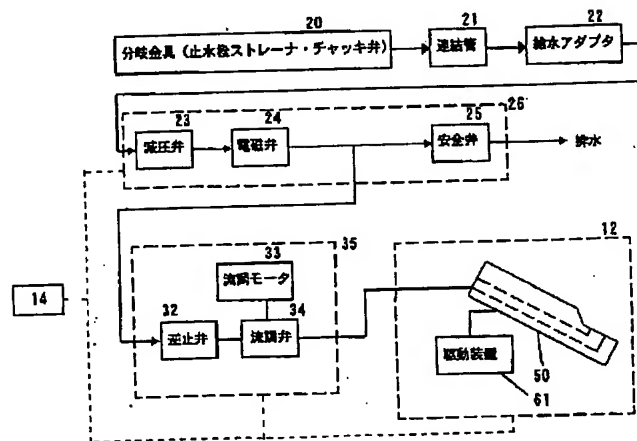 20
21
22
分岐金具(止水栓ストレーナ・チャッキ弁)
連結管
給水アダプタ
26
23
24
25
減圧弁
電磁弁
安全弁
排水
35
12
33
流調モータ
14
32
34
逆止弁
流調弁
駆動装置
50
61